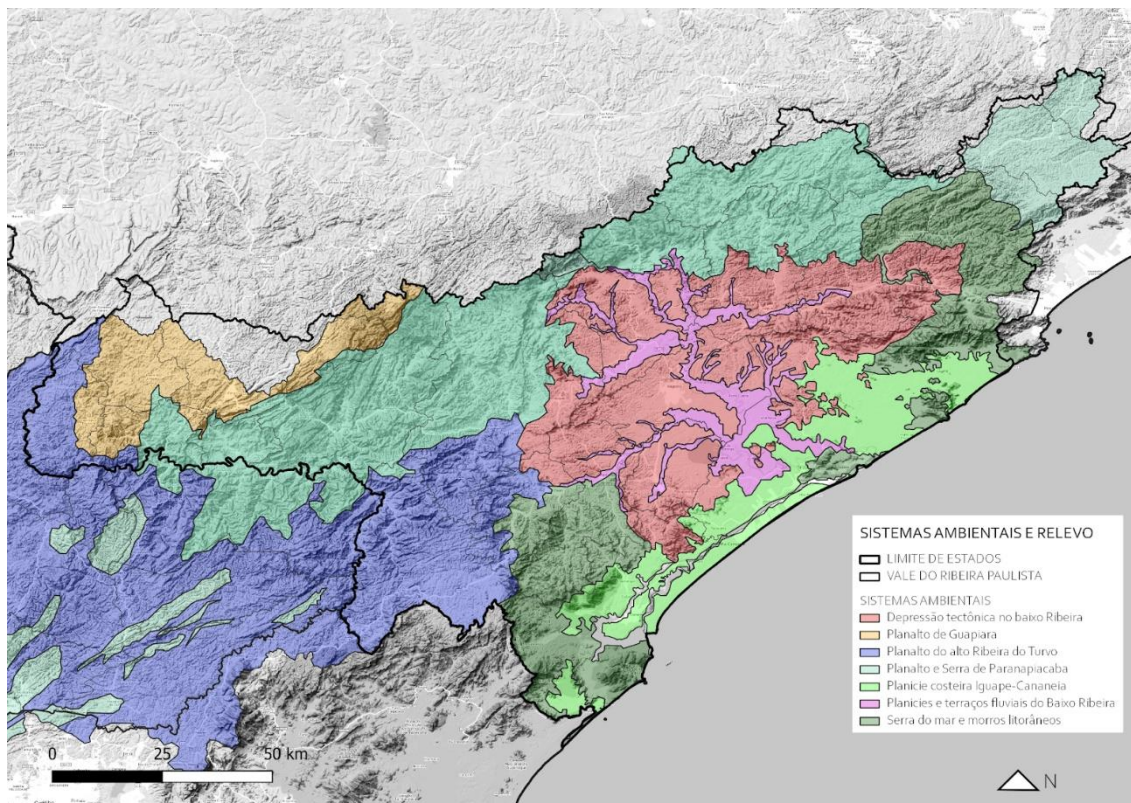 SISTEMAS AMBIENTAIS E RELEVO
LIMITE DE ESTADOS
VALE DO RIBEIRA PAULISTA
SISTEMAS AMBIENTAIS
Depressão tectônica no baixo Ribeira
Planalto de Guapiara
Planalto do alto Ribeira do Turvo
Planalto e Serra de Paranapiacaba
Planicie costeira Iguape-Cananeia
Planicies e terraços fluviais do Baixo Ribeira
Serra do mar e morros litorâneos
0 25 50 km
N